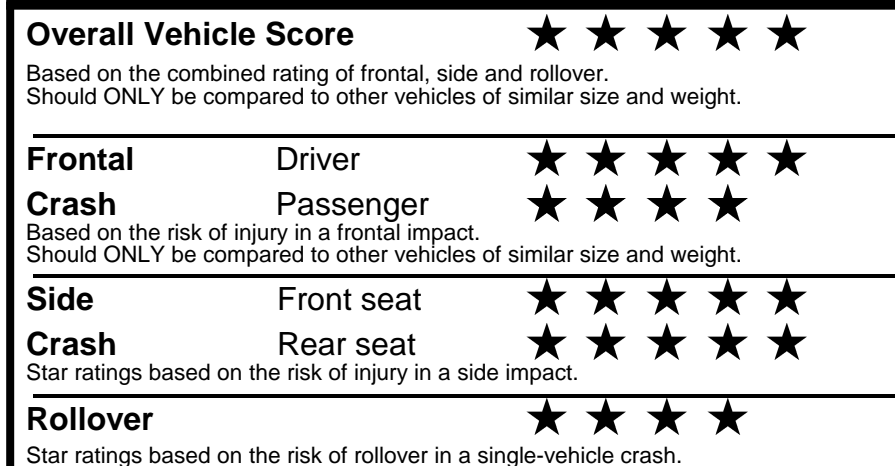 Overall Vehicle Score ★ ★ ★ ★ ★
Based on the combined rating of frontal, side and rollover.
Should ONLY be compared to other vehicles of similar size and weight.
Frontal Driver ★ ★ ★ ★ ★
Crash Passenger ★ ★ ★ ★
Based on the risk of injury in a frontal impact.
Should ONLY be compared to other vehicles of similar size and weight.
Side Front seat ★ ★ ★ ★ ★
Crash Rear seat ★ ★ ★ ★ ★
Star ratings based on the risk of injury in a side impact.
Rollover ★ ★ ★ ★
Star ratings based on the risk of rollover in a single-vehicle crash.